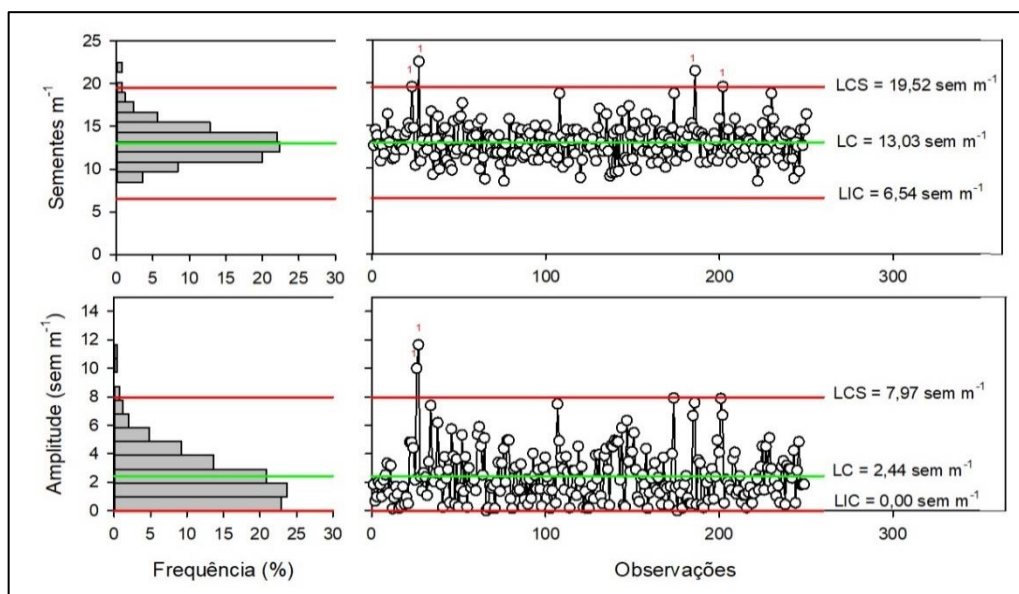 25
20
15
10
5
0
Sementes m⁻¹
0 5 10 15 20 25 30
1 1 1 1
LCS = 19,52 sem m⁻¹
LC = 13,03 sem m⁻¹
LIC = 6,54 sem m⁻¹
0 100 200 300
14
12
10
8
6
4
2
0
Amplitude (sem m⁻¹)
0 5 10 15 20 25 30
Frequência (%)
1
1
LCS = 7,97 sem m⁻¹
LC = 2,44 sem m⁻¹
LIC = 0,00 sem m⁻¹
0 100 200 300
Observações